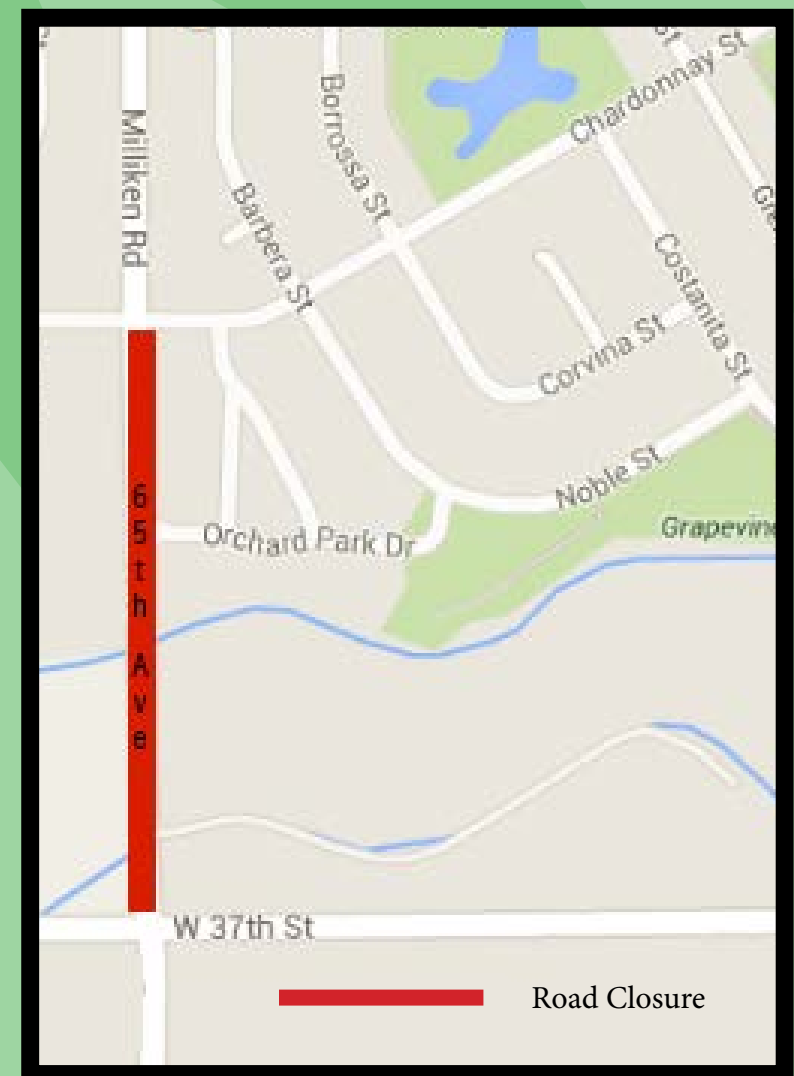 St
Chardonnay St
Milliken Rd
Borrossa St
Barbera St
Costanita St
Corvina St
Noble St
65th Ave
Orchard Park Dr
Grapevine
W 37th St
Road Closure